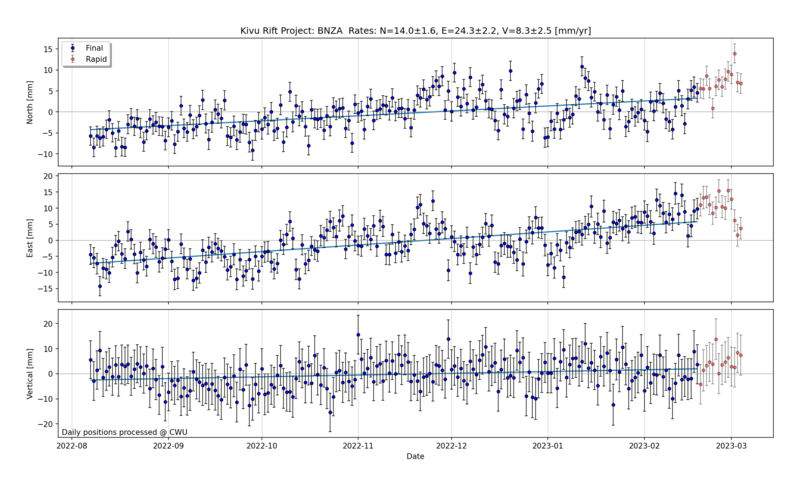 Kivu Rift Project: BNZA  Rates: N=14.0±1.6, E=24.3±2.2, V=8.3±2.5 [mm/yr]
Final
Rapid
15
10
5
0
−5
−10
North [mm]
20
15
10
5
0
−5
−10
−15
East [mm]
20
10
0
−10
−20
Vertical [mm]
Daily positions processed @ CWU
2022-08 2022-09 2022-10 2022-11 2022-12 2023-01 2023-02 2023-03
Date